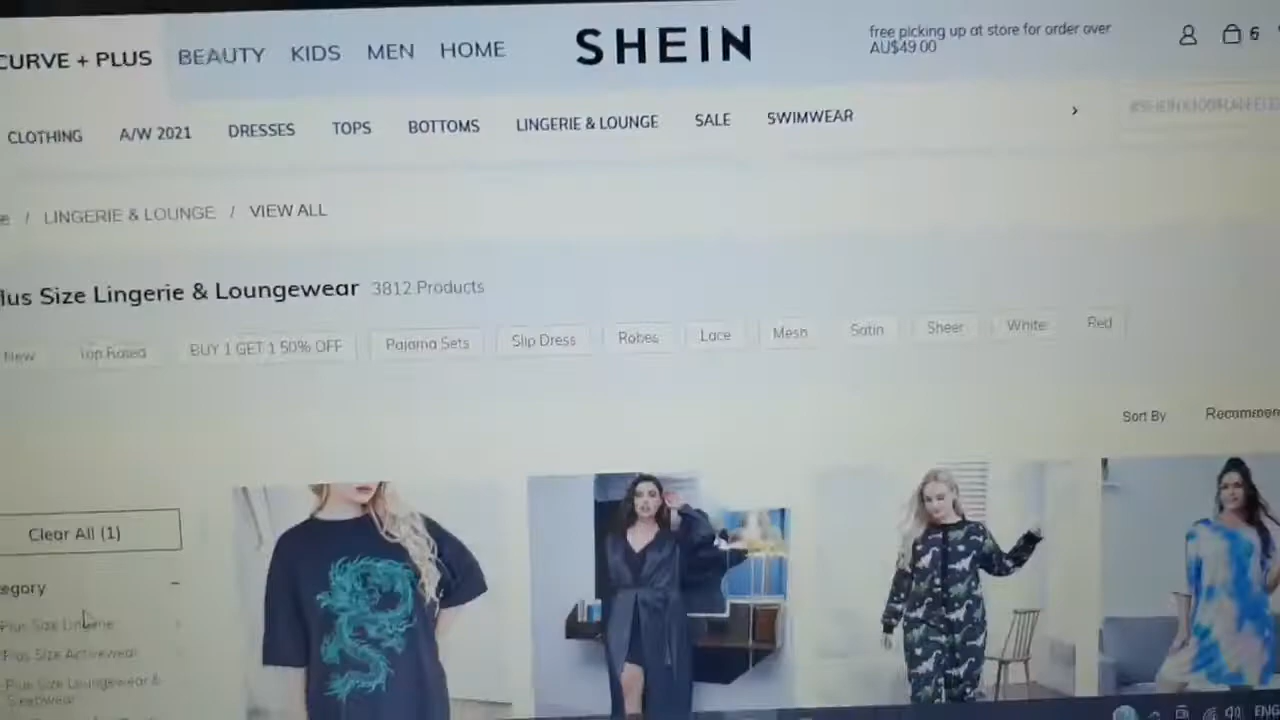 CURVE + PLUS BEAUTY KIDS MEN HOME
SHEIN
free picking up at store for order over
AU$49.00
6
CLOTHING A/W 2021 DRESSES TOPS BOTTOMS LINGERIE & LOUNGE SALE SWIMWEAR
/ LINGERIE & LOUNGE / VIEW ALL
lus Size Lingerie & Loungewear 3812 Products
New Top Rated BUY 1 GET 1 50% OFF Pajama Sets Slip Dress Robes Lace Mesh Satin Sheer White Red
Sort By Recommen
Clear All (1)
egory
Plus Size Lingerie
Plus Size Activewear
Plus Size Loungewear &
Sleepwear
ENG